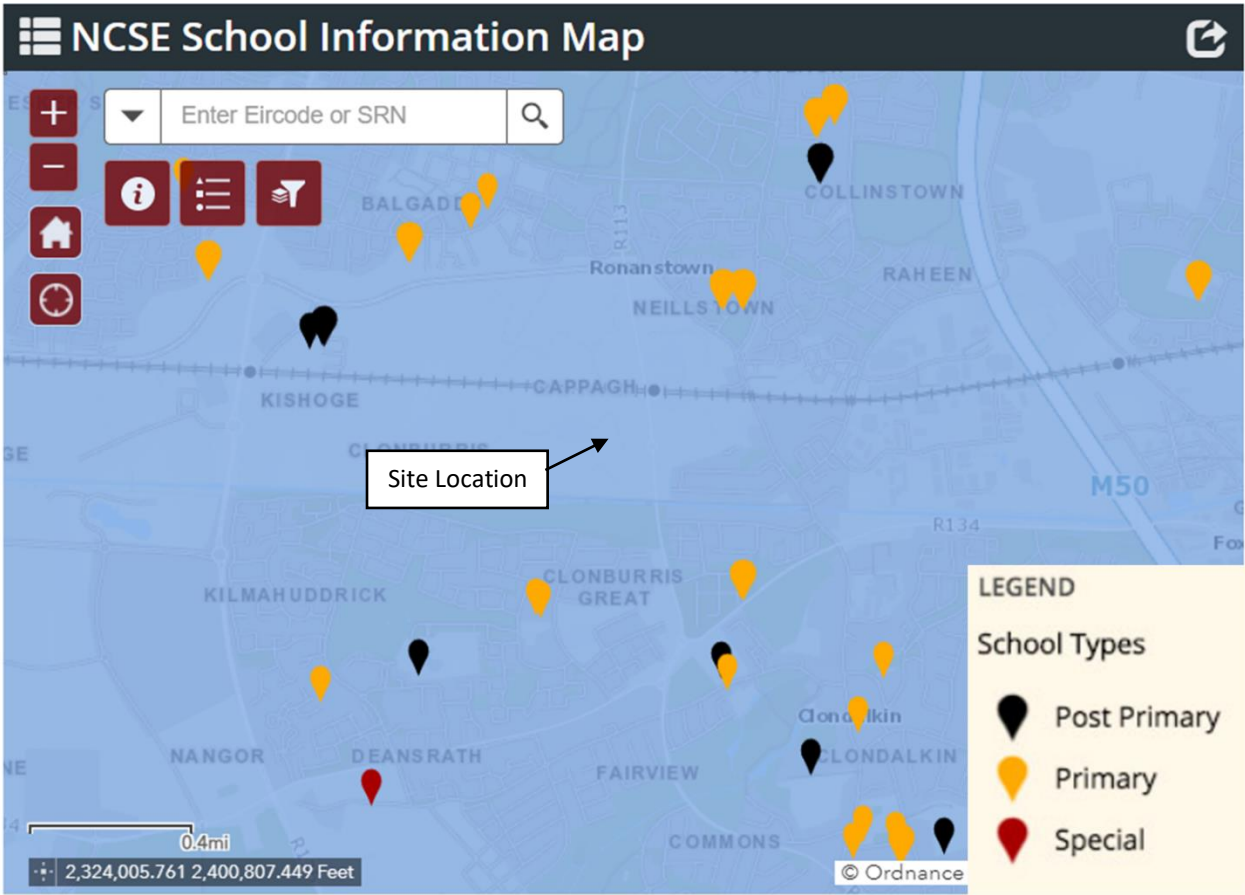 NCSE School Information Map
Enter Eircode or SRN
COLLINSTOWN
BALGADD
R113
Ronanstown
RAHEEN
NEILLSTOWN
CAPPAGH
KISHOGE
CLONBURRIS
GE
Site Location
M50
R134
Fox
CLONBURRIS
GREAT
KILMAHUDDRICK
LEGEND
School Types
Post Primary
Primary
Special
Clondalkin
CLONDALKIN
NANGOR
DEANSRATH
FAIRVIEW
NE
COMMONS
0.4mi
2,324,005.761 2,400,807.449 Feet
© Ordnance